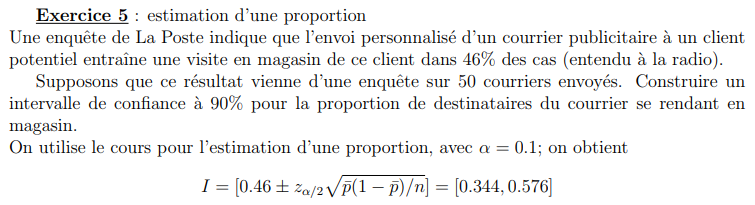 Exercice 5 : estimation d'une proportion
Une enquête de La Poste indique que l'envoi personnalisé d'un courrier publicitaire à un client
potentiel entraîne une visite en magasin de ce client dans 46% des cas (entendu à la radio).
Supposons que ce résultat vienne d'une enquête sur 50 courriers envoyés. Construire un
intervalle de confiance à 90% pour la proportion de destinataires du courrier se rendant en
magasin.
On utilise le cours pour l'estimation d'une proportion, avec α = 0.1; on obtient
I = [0.46 ± z_{α/2}√(p̄(1 − p̄)/n)] = [0.344, 0.576]